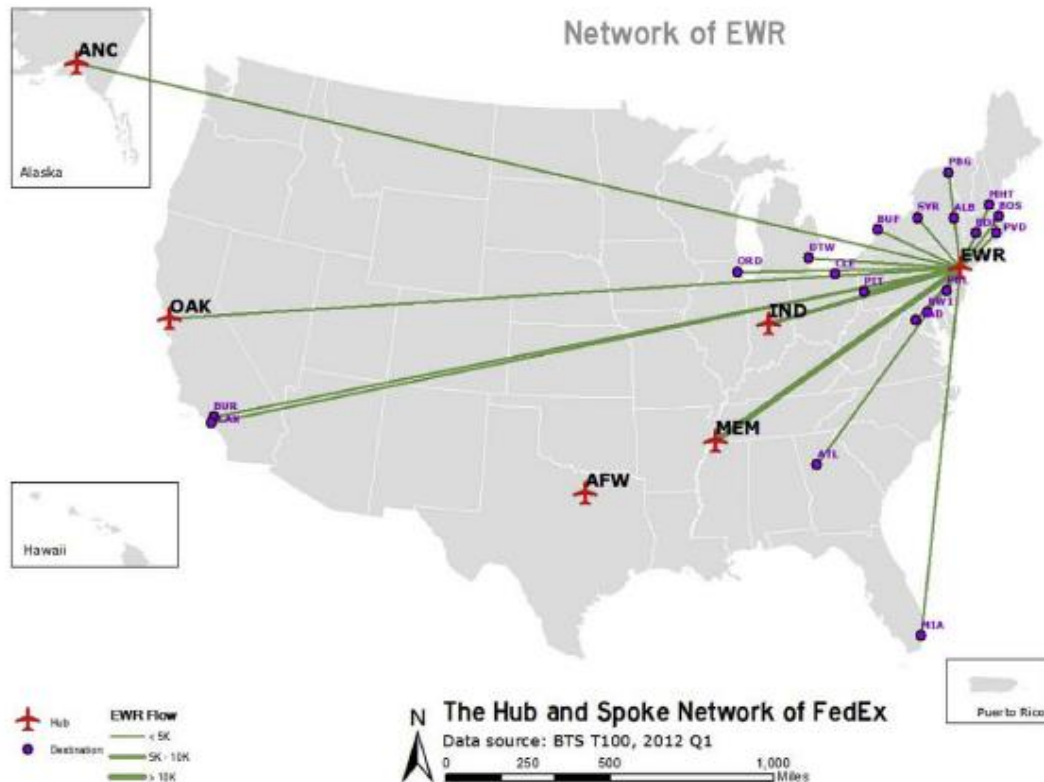 Network of EWR
ANC
Alaska
PBG
MHT
SYR
ALB
BOS
BUF
PVD
DTW
EWR
ORD
CLE
PIT
OAK
IND
BUR
MEM
ATL
AFW
Hawaii
MIA
Puerto Rico
Hub
Destination
EWR Flow
< 5K
5K - 10K
> 10K
N
The Hub and Spoke Network of FedEx
Data source: BTS T100, 2012 Q1
0 250 500 1,000
Miles